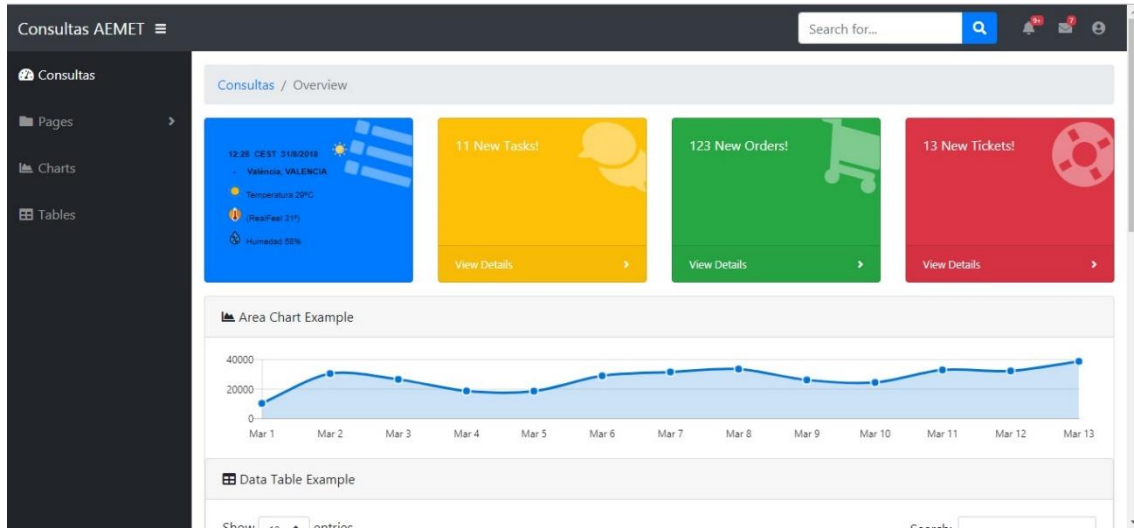 Consultas AEMET
Search for...
9+
7
Consultas
Pages
Charts
Tables
Consultas / Overview
12:26 CEST 31/8/2018
- València, VALENCIA
Temperatura 29ºC
(RealFeel 31º)
Humedad 59%
11 New Tasks!
View Details
123 New Orders!
View Details
13 New Tickets!
View Details
Area Chart Example
40000
20000
0
Mar 1 Mar 2 Mar 3 Mar 4 Mar 5 Mar 6 Mar 7 Mar 8 Mar 9 Mar 10 Mar 11 Mar 12 Mar 13
Data Table Example
Show 10 entries
Search: